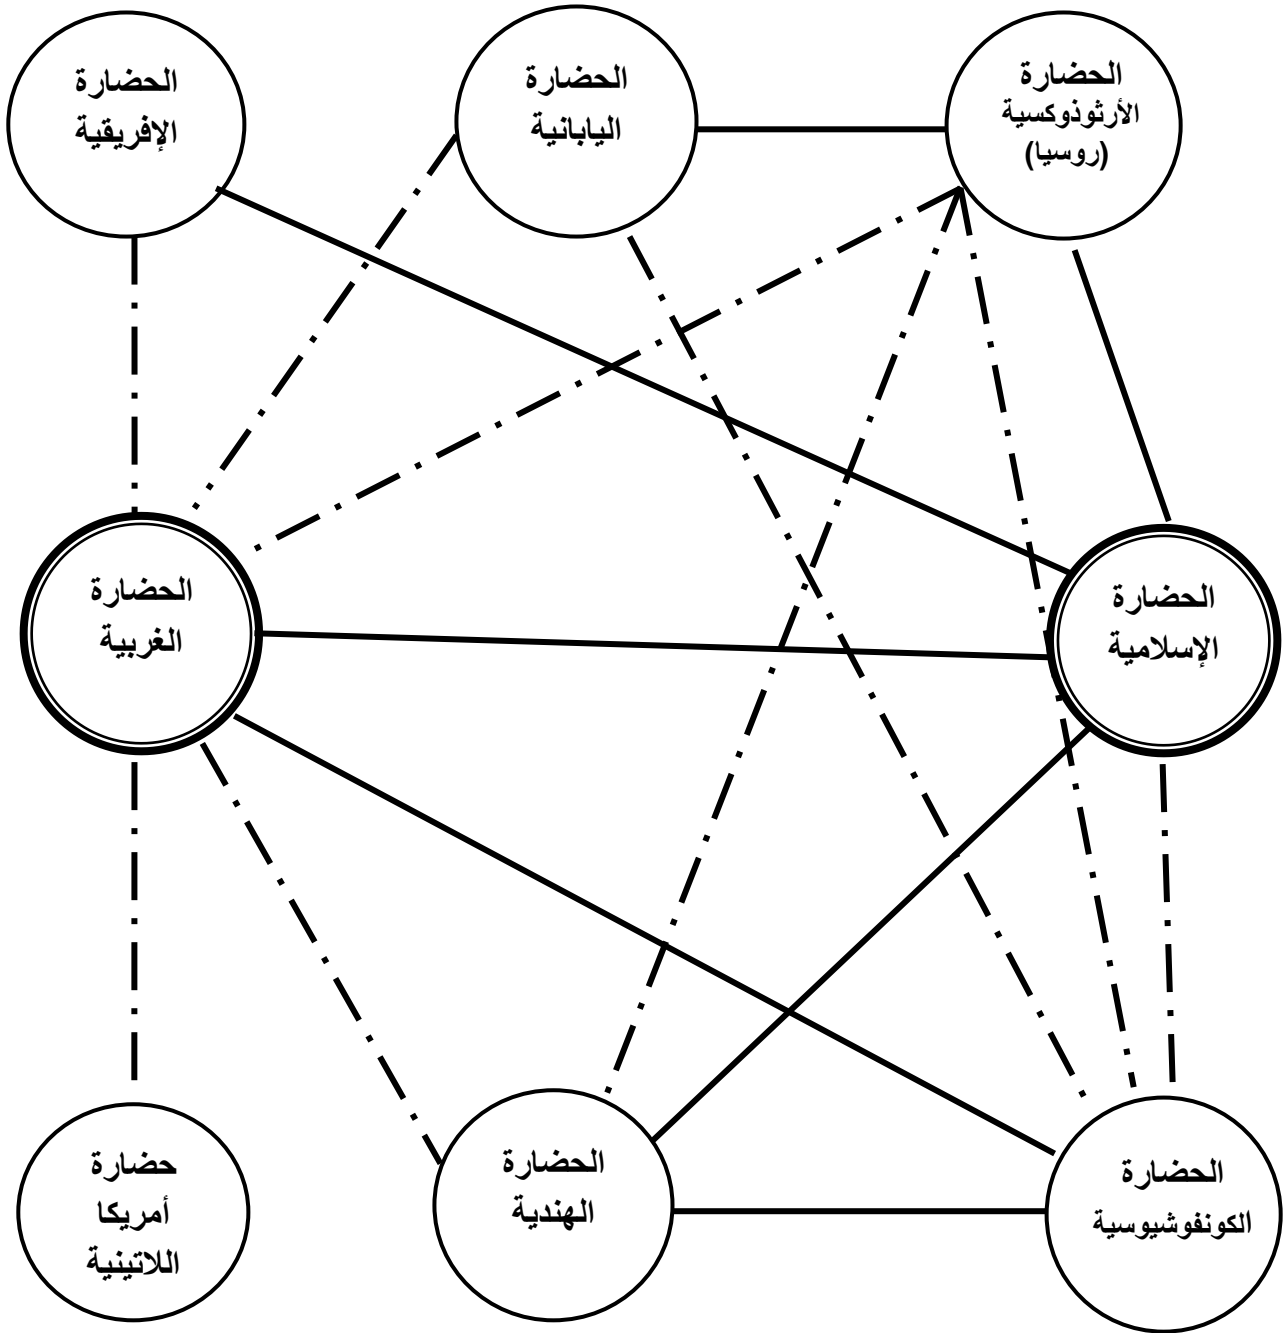 الحضارة
الإفريقية
الحضارة
اليابانية
الحضارة
الأرثوذوكسية
(روسيا)
الحضارة
الغربية
الحضارة
الإسلامية
حضارة
أمريكا
اللاتينية
الحضارة
الهندية
الحضارة
الكونفوشيوسية